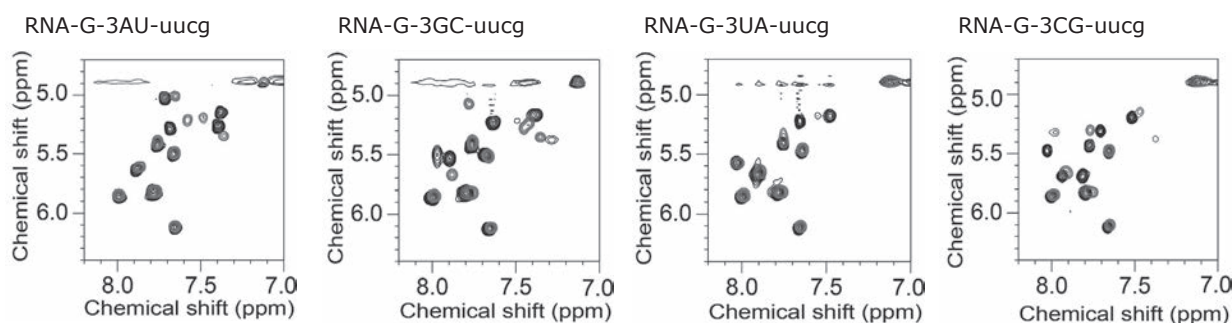 RNA-G-3AU-uucg
RNA-G-3GC-uucg
RNA-G-3UA-uucg
RNA-G-3CG-uucg
Chemical shift (ppm)
5.0
5.5
6.0
8.0 7.5 7.0
Chemical shift (ppm)
Chemical shift (ppm)
5.0
5.5
6.0
8.0 7.5 7.0
Chemical shift (ppm)
Chemical shift (ppm)
5.0
5.5
6.0
8.0 7.5 7.0
Chemical shift (ppm)
Chemical shift (ppm)
5.0
5.5
6.0
8.0 7.5 7.0
Chemical shift (ppm)